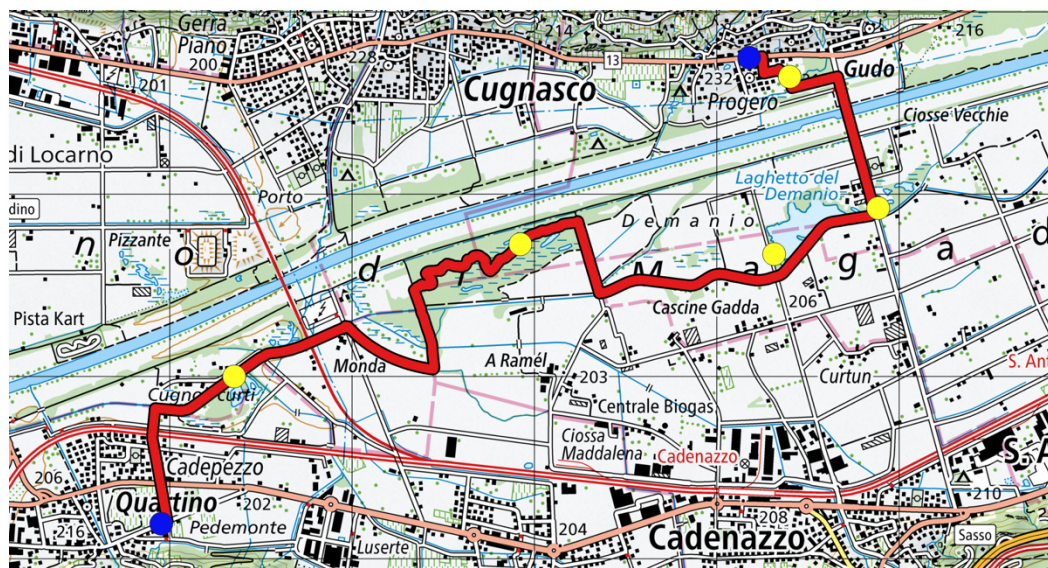 Gerra
Piano
200
201
228
214
13
216
Cugnasco
232
Progero
Gudo
Ciosse Vecchie
di Locarno
Porto
Laghetto del
Demanio
dino
Pizzante
Demanio
n
o
d
i
M
a
g
a
d
Pista Kart
Cascine Gadda
206
Monda
A Ramél
203
Curtun
S. Ant
Centrale Biogas
Ciossa
Maddalena
Cadenazzo
S. A
206
Cadepezzo
Quartino
202
210
216
Pedemonte
204
208
Luserte
Cadenazzo
Sasso